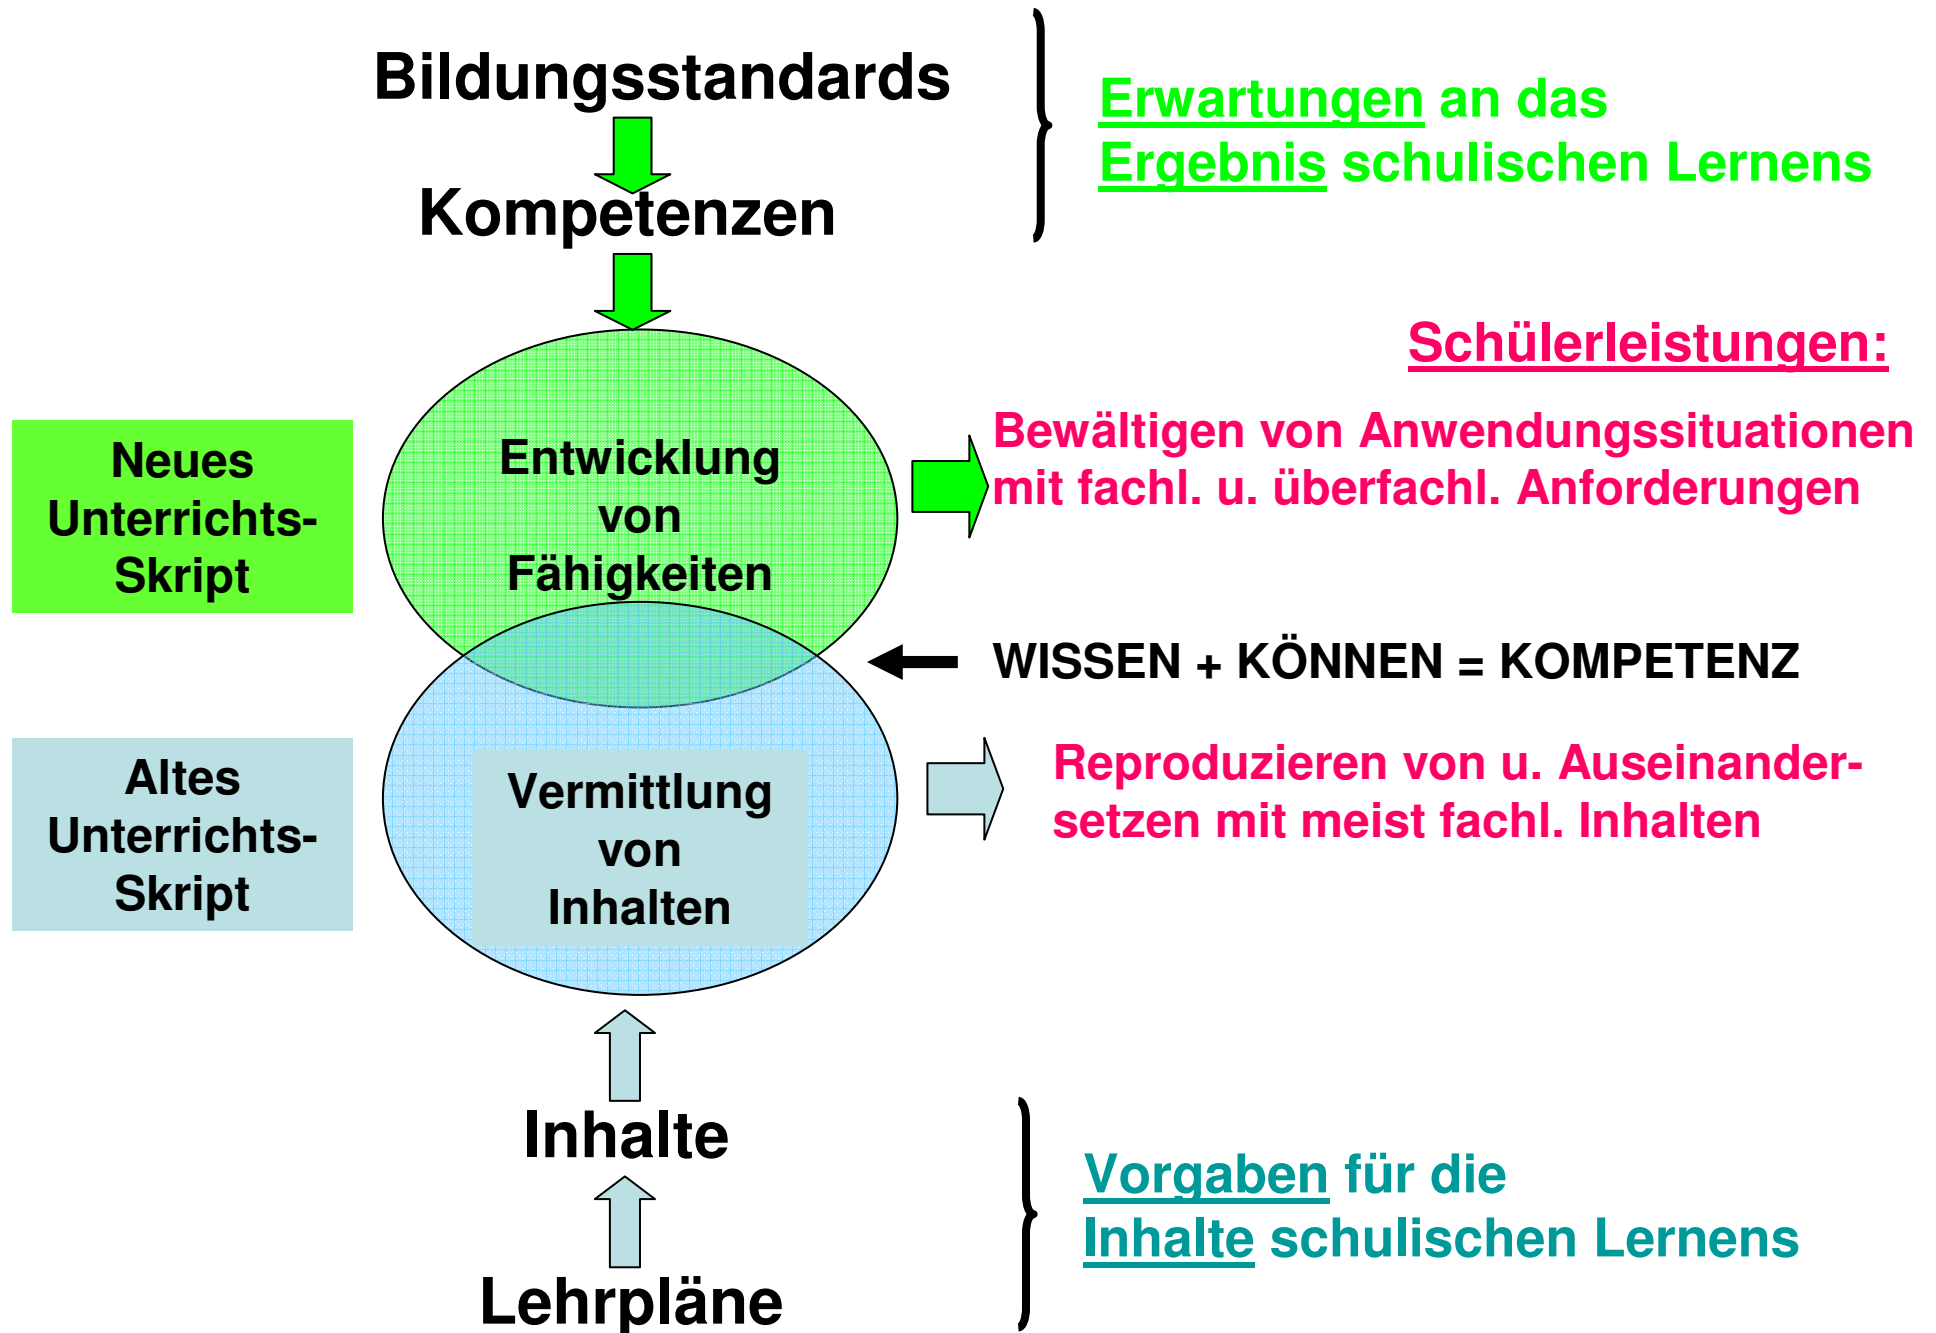 Bildungsstandards
Erwartungen an das
Ergebnis schulischen Lernens
Kompetenzen
Schülerleistungen:
Neues
Unterrichts-
Skript
Entwicklung
von
Fähigkeiten
Bewältigen von Anwendungssituationen
mit fachl. u. überfachl. Anforderungen
WISSEN + KÖNNEN = KOMPETENZ
Altes
Unterrichts-
Skript
Vermittlung
von
Inhalten
Reproduzieren von u. Auseinander-
setzen mit meist fachl. Inhalten
Inhalte
Vorgaben für die
Inhalte schulischen Lernens
Lehrpläne